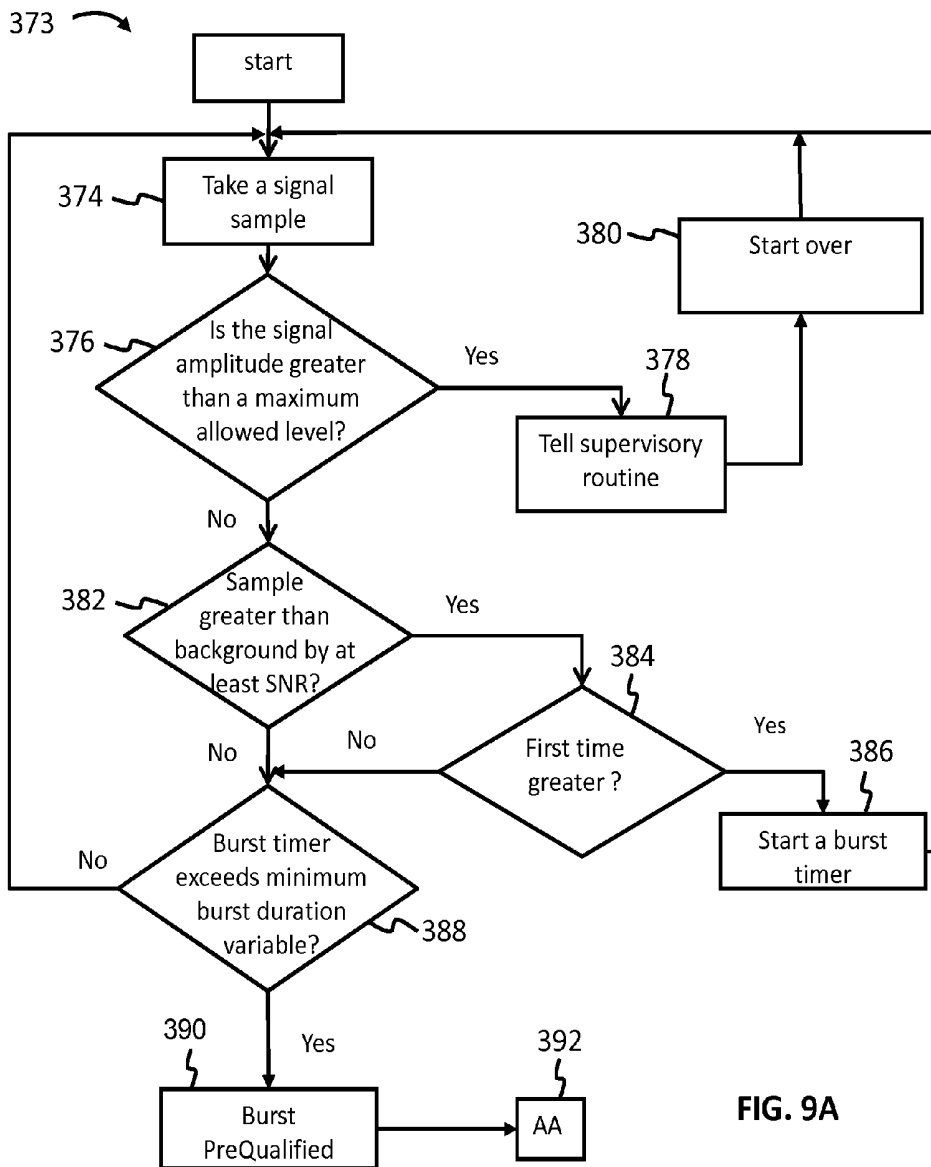 373
start
374
Take a signal
sample
380
Start over
376
Is the signal
amplitude greater
than a maximum
allowed level?
Yes
378
Tell supervisory
routine
No
382
Sample
greater than
background by at
least SNR?
Yes
384
First time
greater ?
No
No
Yes
386
Start a burst
timer
Burst timer
exceeds minimum
burst duration
variable?
No
388
Yes
390
Burst
PreQualified
392
AA
FIG. 9A